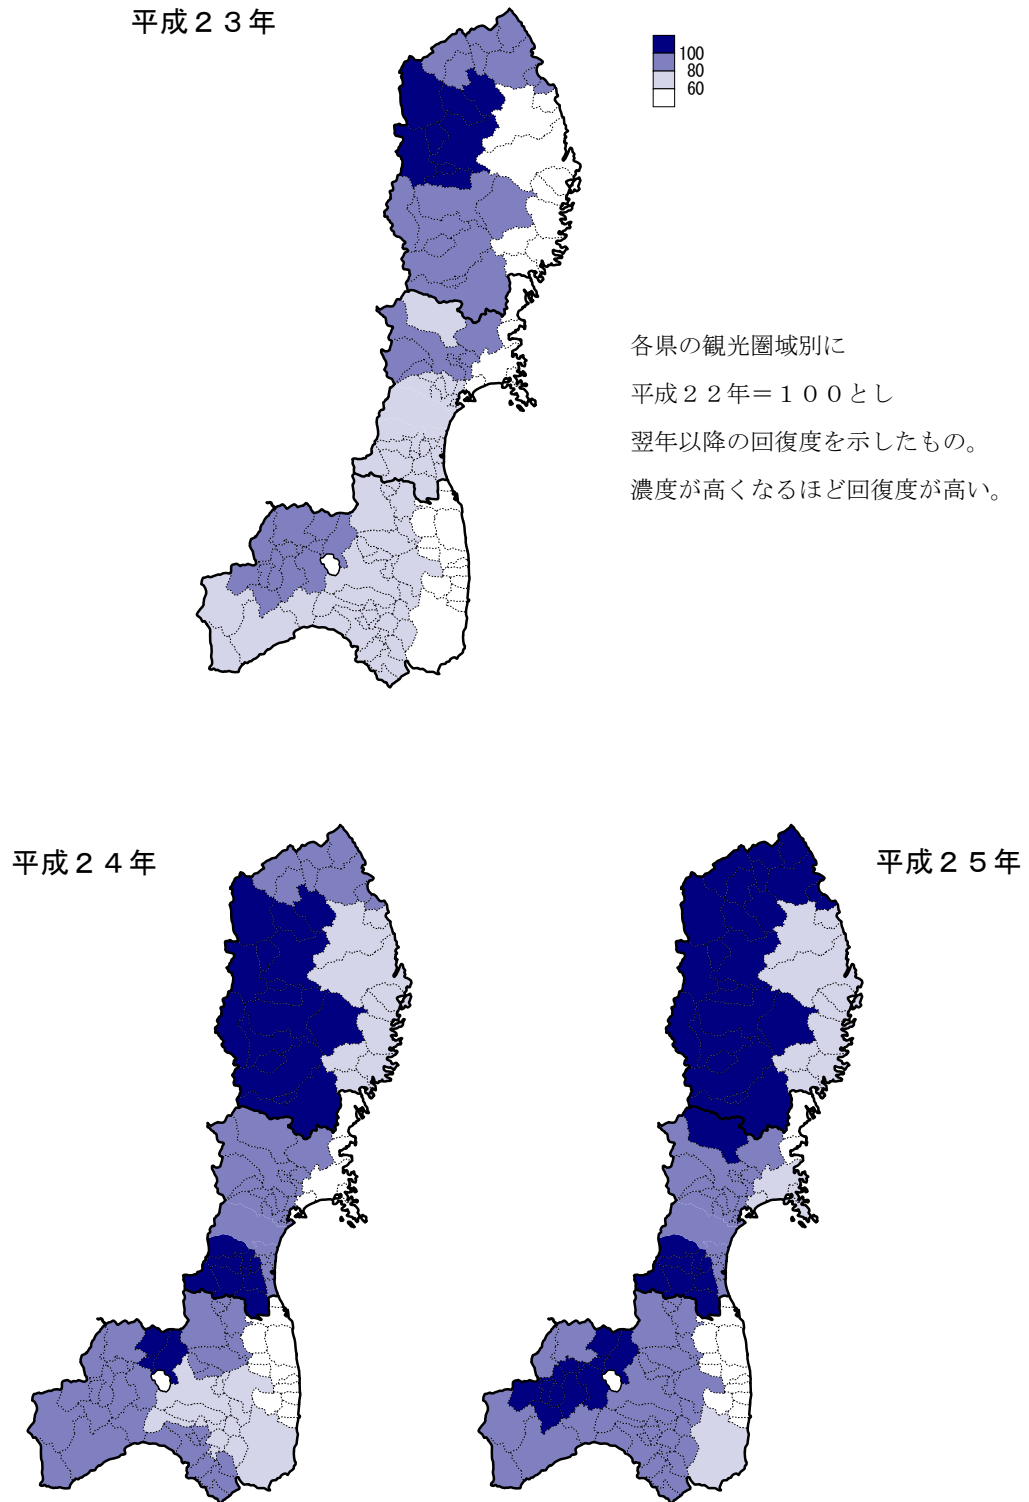 平成２３年
100
80
60
各県の観光圏域別に
平成２２年＝１００とし
翌年以降の回復度を示したもの。
濃度が高くなるほど回復度が高い。
平成２４年
平成２５年